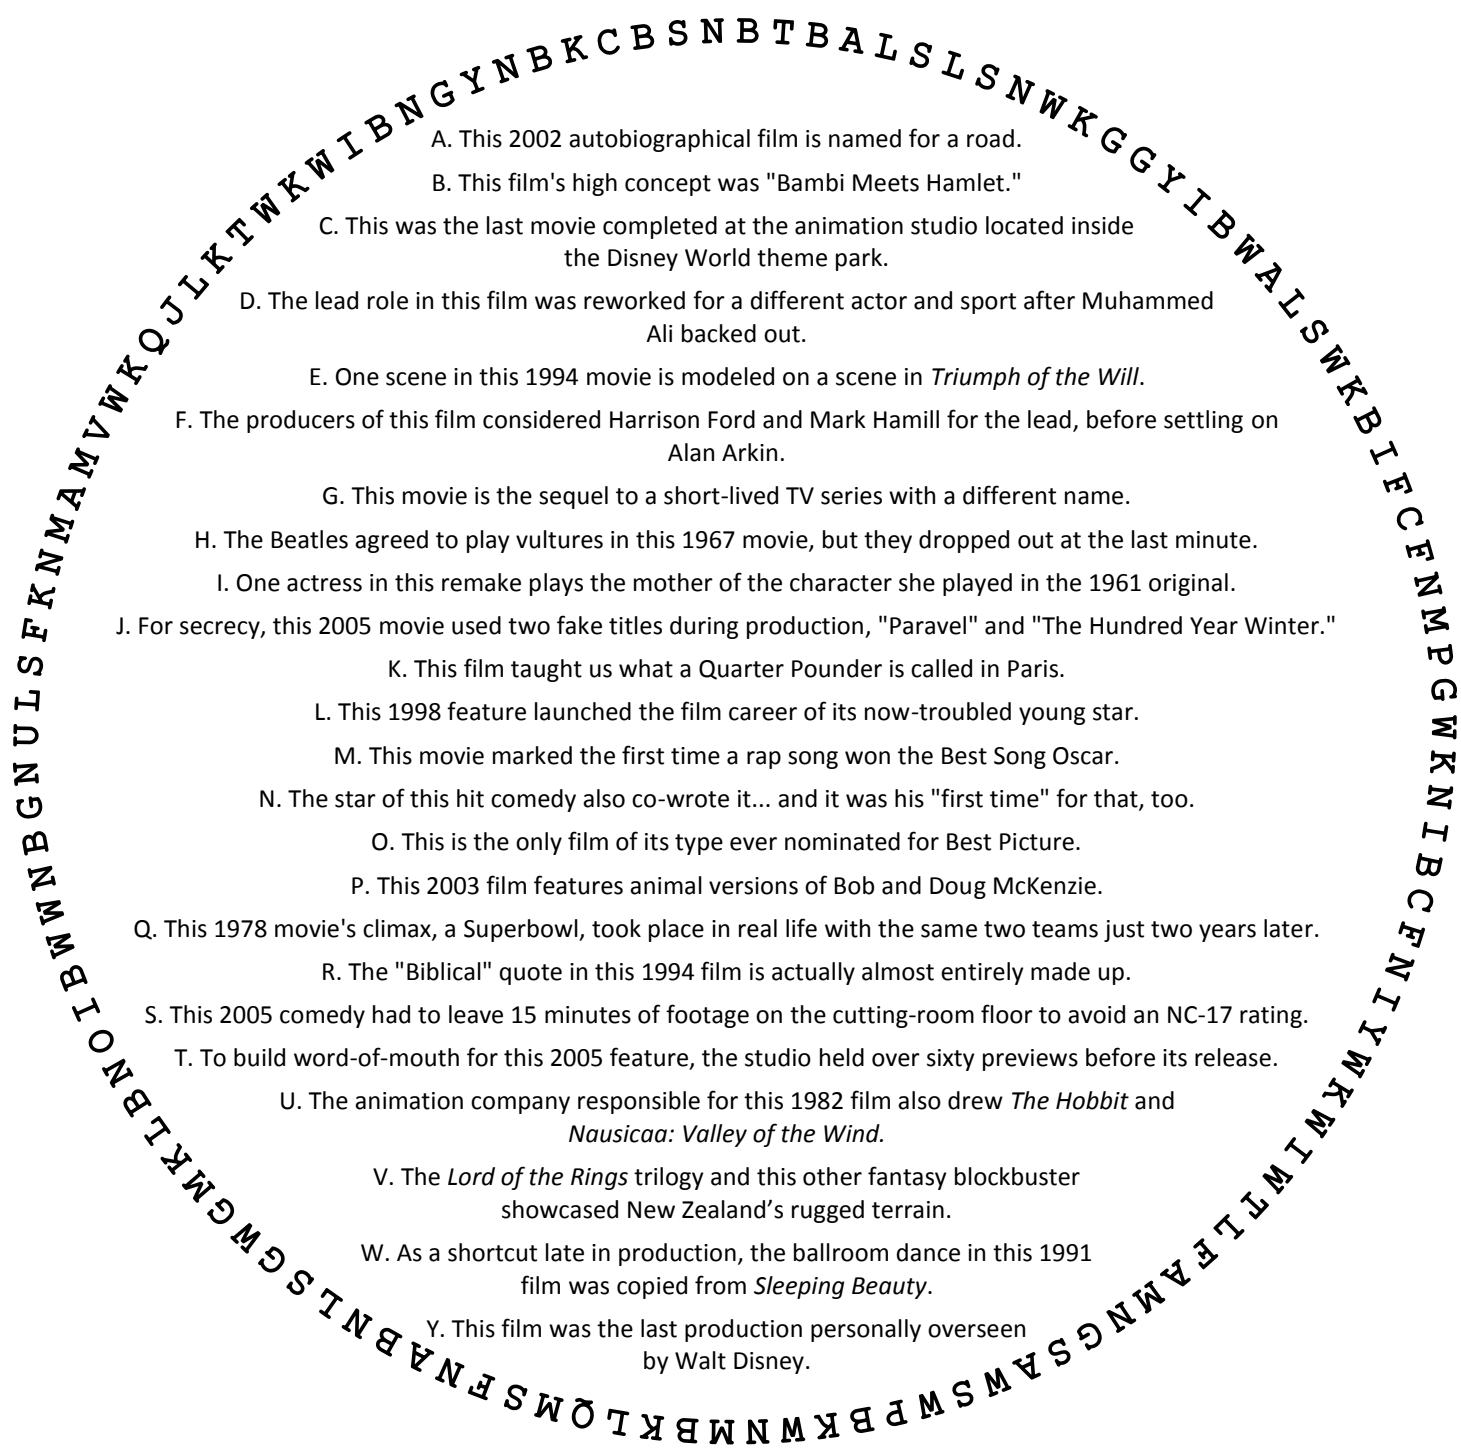 TBALSLSNWKGGYIBWALSWKBIFCFNMPGWKNIBCFNIYWKWIWTLFAMNGSAWSWPBKWNMBKLQMSFNABNLSGWGMKLBNOIBWWNBGNULSFKNMAMVWKQJLKTWKWIBNGYNBKCBSNB
A. This 2002 autobiographical film is named for a road.
B. This film's high concept was "Bambi Meets Hamlet."
C. This was the last movie completed at the animation studio located inside
the Disney World theme park.
D. The lead role in this film was reworked for a different actor and sport after Muhammed
Ali backed out.
E. One scene in this 1994 movie is modeled on a scene in Triumph of the Will.
F. The producers of this film considered Harrison Ford and Mark Hamill for the lead, before settling on
Alan Arkin.
G. This movie is the sequel to a short-lived TV series with a different name.
H. The Beatles agreed to play vultures in this 1967 movie, but they dropped out at the last minute.
I. One actress in this remake plays the mother of the character she played in the 1961 original.
J. For secrecy, this 2005 movie used two fake titles during production, "Paravel" and "The Hundred Year Winter."
K. This film taught us what a Quarter Pounder is called in Paris.
L. This 1998 feature launched the film career of its now-troubled young star.
M. This movie marked the first time a rap song won the Best Song Oscar.
N. The star of this hit comedy also co-wrote it... and it was his "first time" for that, too.
O. This is the only film of its type ever nominated for Best Picture.
P. This 2003 film features animal versions of Bob and Doug McKenzie.
Q. This 1978 movie's climax, a Superbowl, took place in real life with the same two teams just two years later.
R. The "Biblical" quote in this 1994 film is actually almost entirely made up.
S. This 2005 comedy had to leave 15 minutes of footage on the cutting-room floor to avoid an NC-17 rating.
T. To build word-of-mouth for this 2005 feature, the studio held over sixty previews before its release.
U. The animation company responsible for this 1982 film also drew The Hobbit and
Nausicaa: Valley of the Wind.
V. The Lord of the Rings trilogy and this other fantasy blockbuster
showcased New Zealand’s rugged terrain.
W. As a shortcut late in production, the ballroom dance in this 1991
film was copied from Sleeping Beauty.
Y. This film was the last production personally overseen
by Walt Disney.